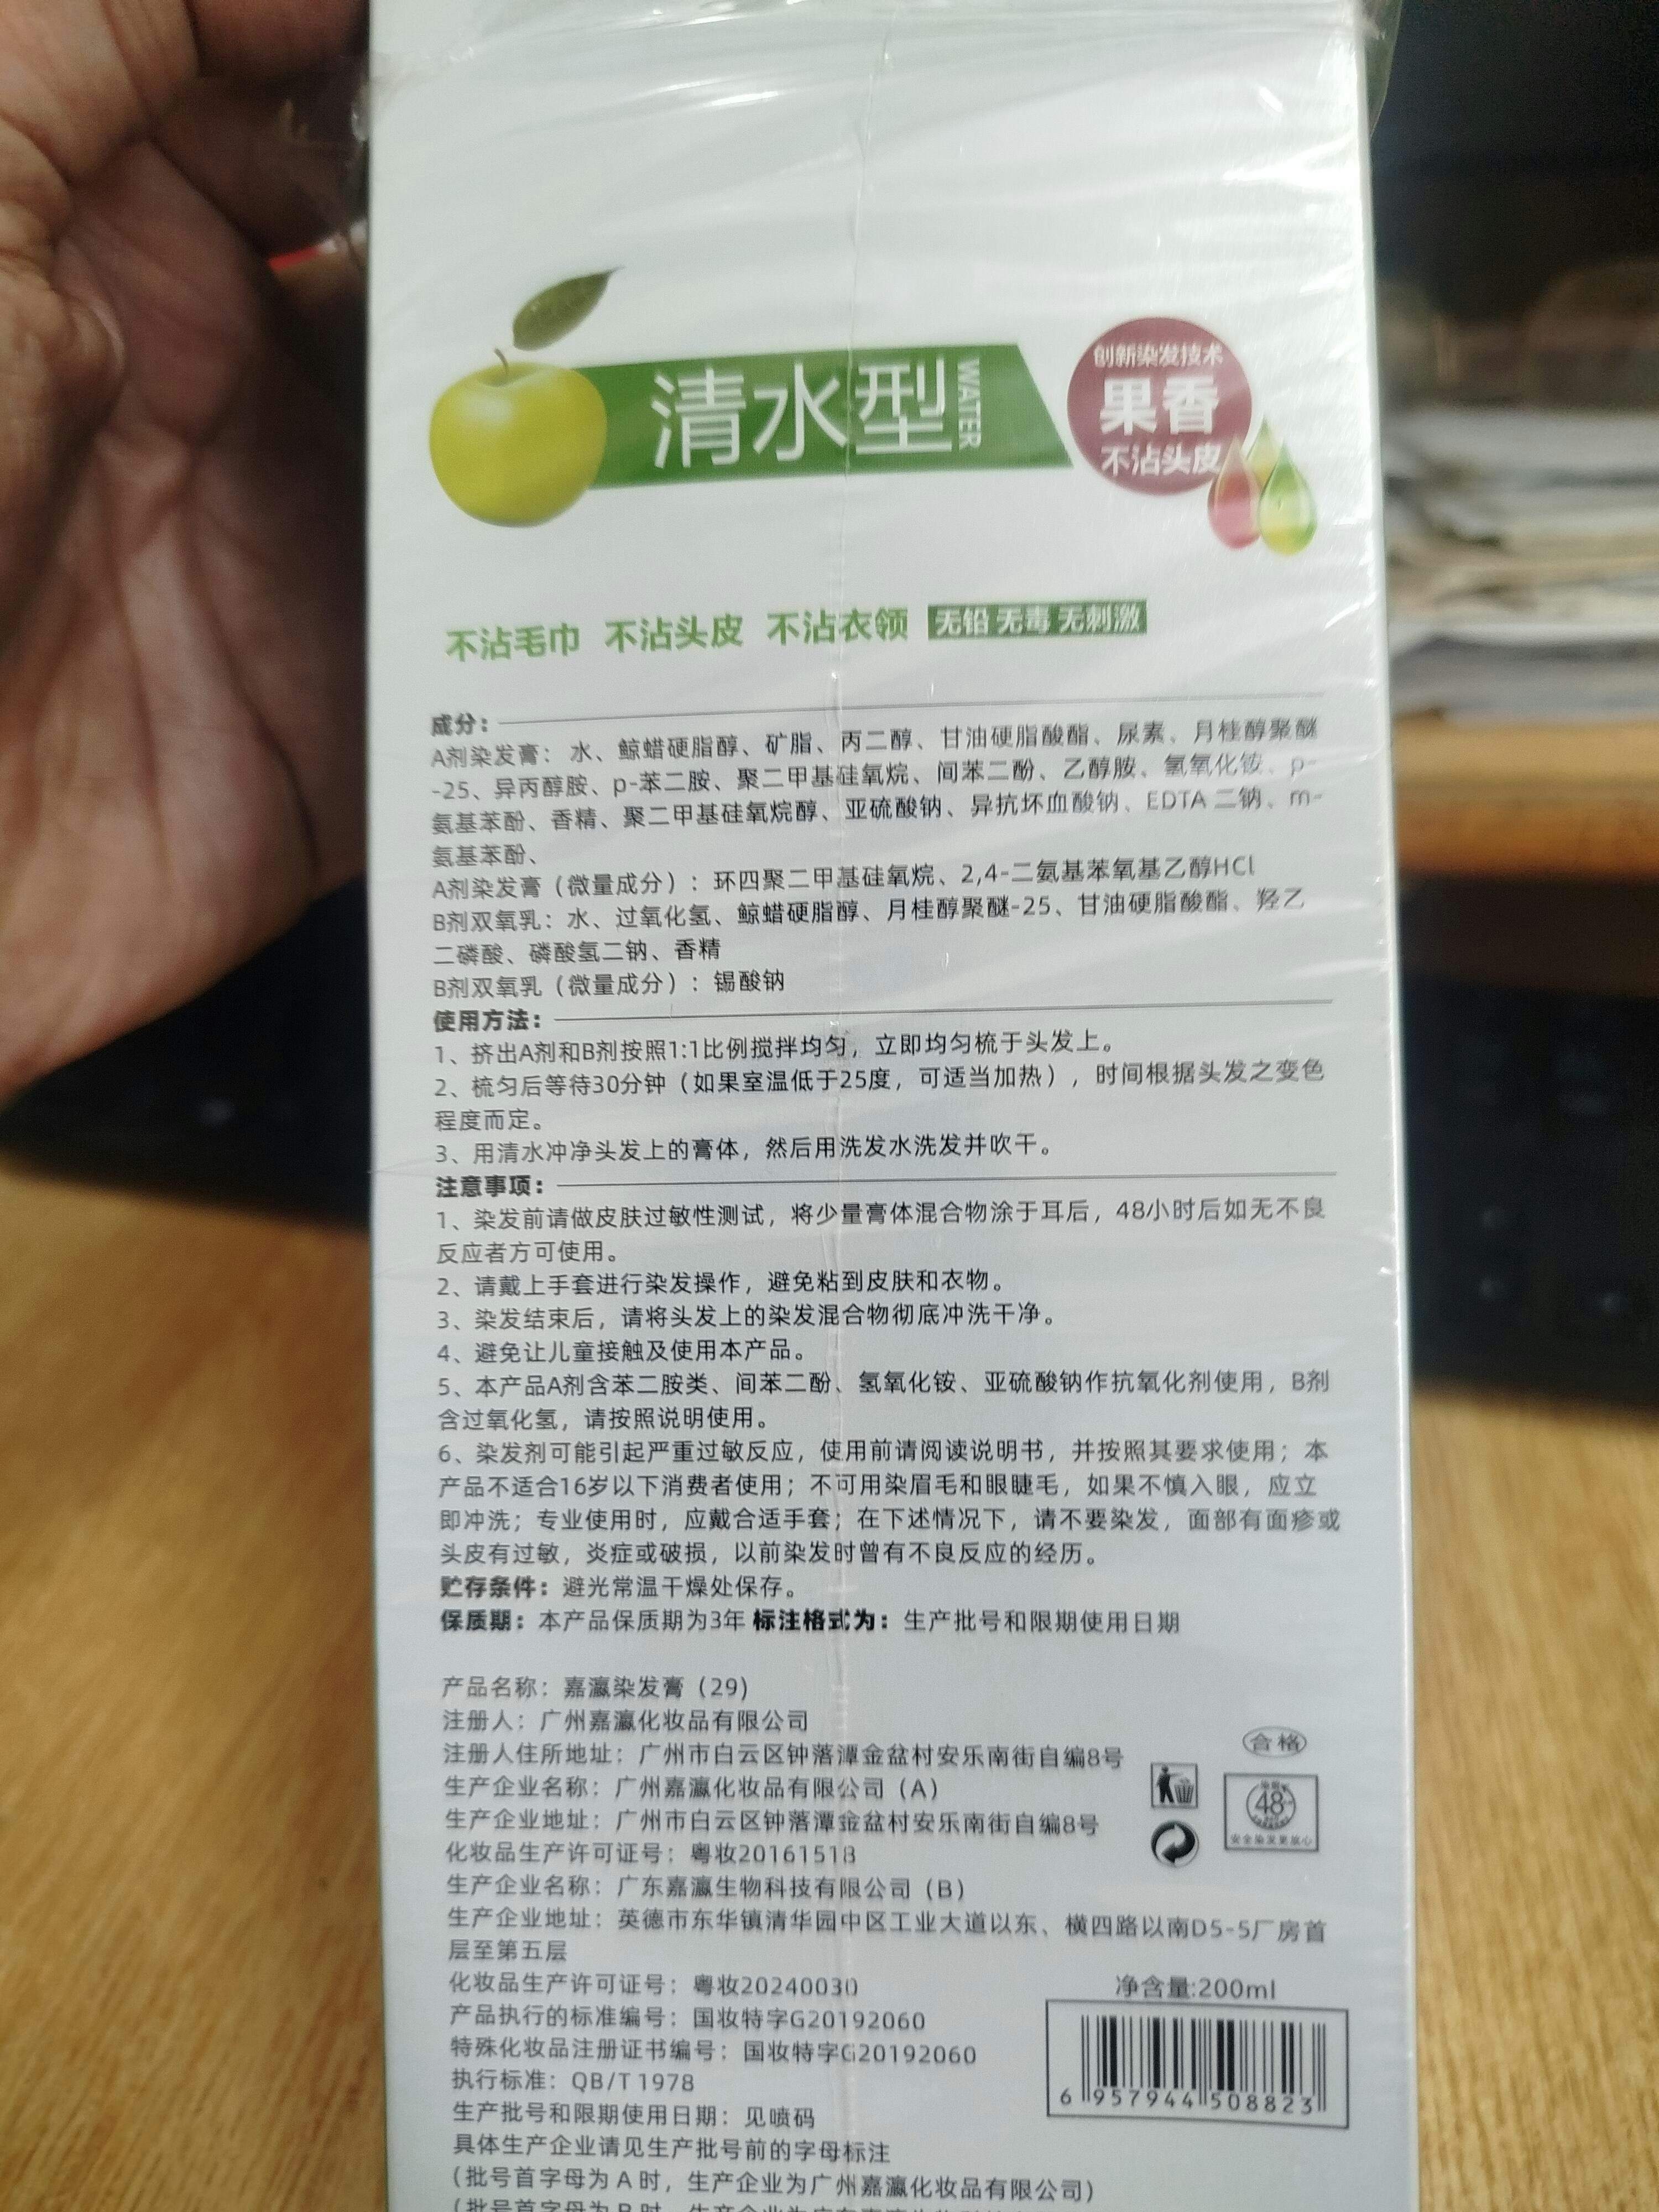 清水型
WATER
创新染发技术
果香
不沾头皮
不沾毛巾 不沾头皮 不沾衣领 无铅 无毒 无刺激
成分：
A剂染发膏：水、鲸蜡硬脂醇、矿脂、丙二醇、甘油硬脂酸酯、尿素、月桂醇聚醚
-25、异丙醇胺、p-苯二胺、聚二甲基硅氧烷、间苯二酚、乙醇胺、氢氧化铵、p-
氨基苯酚、香精、聚二甲基硅氧烷醇、亚硫酸钠、异抗坏血酸钠、EDTA 二钠、m-
氨基苯酚、
A剂染发膏（微量成分）：环四聚二甲基硅氧烷、2,4-二氨基苯氧基乙醇HCl
B剂双氧乳：水、过氧化氢、鲸蜡硬脂醇、月桂醇聚醚-25、甘油硬脂酸酯、羟乙
二磷酸、磷酸氢二钠、香精
B剂双氧乳（微量成分）：锡酸钠
使用方法：
1、挤出A剂和B剂按照1:1比例搅拌均匀，立即均匀梳于头发上。
2、梳匀后等待30分钟（如果室温低于25度，可适当加热），时间根据头发之变色
程度而定。
3、用清水冲净头发上的膏体，然后用洗发水洗发并吹干。
注意事项：
1、染发前请做皮肤过敏性测试，将少量膏体混合物涂于耳后，48小时后如无不良
反应者方可使用。
2、请戴上手套进行染发操作，避免粘到皮肤和衣物。
3、染发结束后，请将头发上的染发混合物彻底冲洗干净。
4、避免让儿童接触及使用本产品。
5、本产品A剂含苯二胺类、间苯二酚、氢氧化铵、亚硫酸钠作抗氧化剂使用，B剂
含过氧化氢，请按照说明使用。
6、染发剂可能引起严重过敏反应，使用前请阅读说明书，并按照其要求使用；本
产品不适合16岁以下消费者使用；不可用染眉毛和眼睫毛，如果不慎入眼，应立
即冲洗；专业使用时，应戴合适手套；在下述情况下，请不要染发，面部有面疹或
头皮有过敏，炎症或破损，以前染发时曾有不良反应的经历。
贮存条件：避光常温干燥处保存。
保质期：本产品保质期为3年 标注格式为：生产批号和限期使用日期
产品名称：嘉瀛染发膏（29）
注册人：广州嘉瀛化妆品有限公司
注册人住所地址：广州市白云区钟落潭金盆村安乐南街自编8号
生产企业名称：广州嘉瀛化妆品有限公司（A）
生产企业地址：广州市白云区钟落潭金盆村安乐南街自编8号
化妆品生产许可证号：粤妆20161518
生产企业名称：广东嘉瀛生物科技有限公司（B）
生产企业地址：英德市东华镇清华园中区工业大道以东、横四路以南D5-5厂房首
层至第五层
化妆品生产许可证号：粤妆20240030
产品执行的标准编号：国妆特字G20192060
特殊化妆品注册证书编号：国妆特字G20192060
执行标准：QB/T 1978
生产批号和限期使用日期：见喷码
具体生产企业请见生产批号前的字母标注
（批号首字母为 A 时，生产企业为广州嘉瀛化妆品有限公司）
合格
48
安全染发更放心
净含量:200ml
6 957944 508823